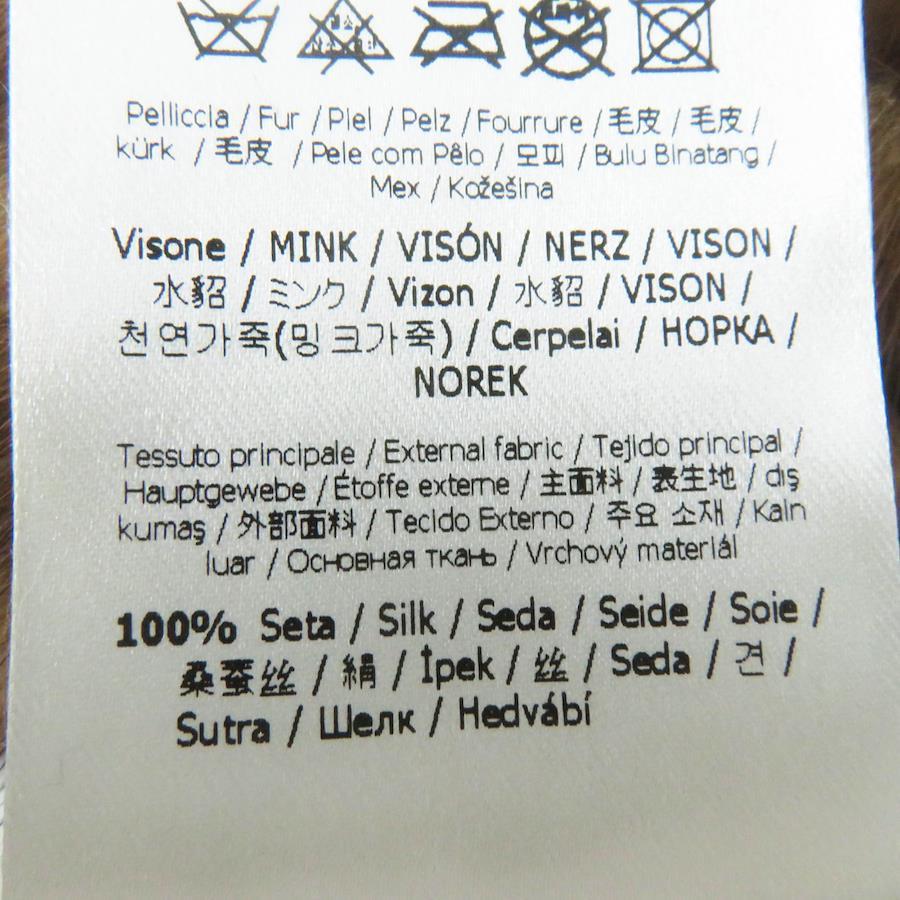 Pelliccia / Fur / Piel / Pelz / Fourrure / 毛皮 / 毛皮 /
kürk / 毛皮 / Pele com Pêlo / 모피 / Bulu Binatang /
Mex / Kožešina
Visone / MINK / VISÓN / NERZ / VISON /
水貂 / ミンク / Vizon / 水貂 / VISON /
천연가죽(밍크가죽) / Cerpelai / НОРКА /
NOREK
Tessuto principale / External fabric / Tejido principal /
Hauptgewebe / Étoffe externe / 主面料 / 表生地 / dış
kumaş / 外部面料 / Tecido Externo / 주요 소재 / Kain
luar / Основная ткань / Vrchový materiál
100% Seta / Silk / Seda / Seide / Soie /
桑蚕丝 / 絹 / İpek / 丝 / Seda / 견 /
Sutra / Шелк / Hedvábí